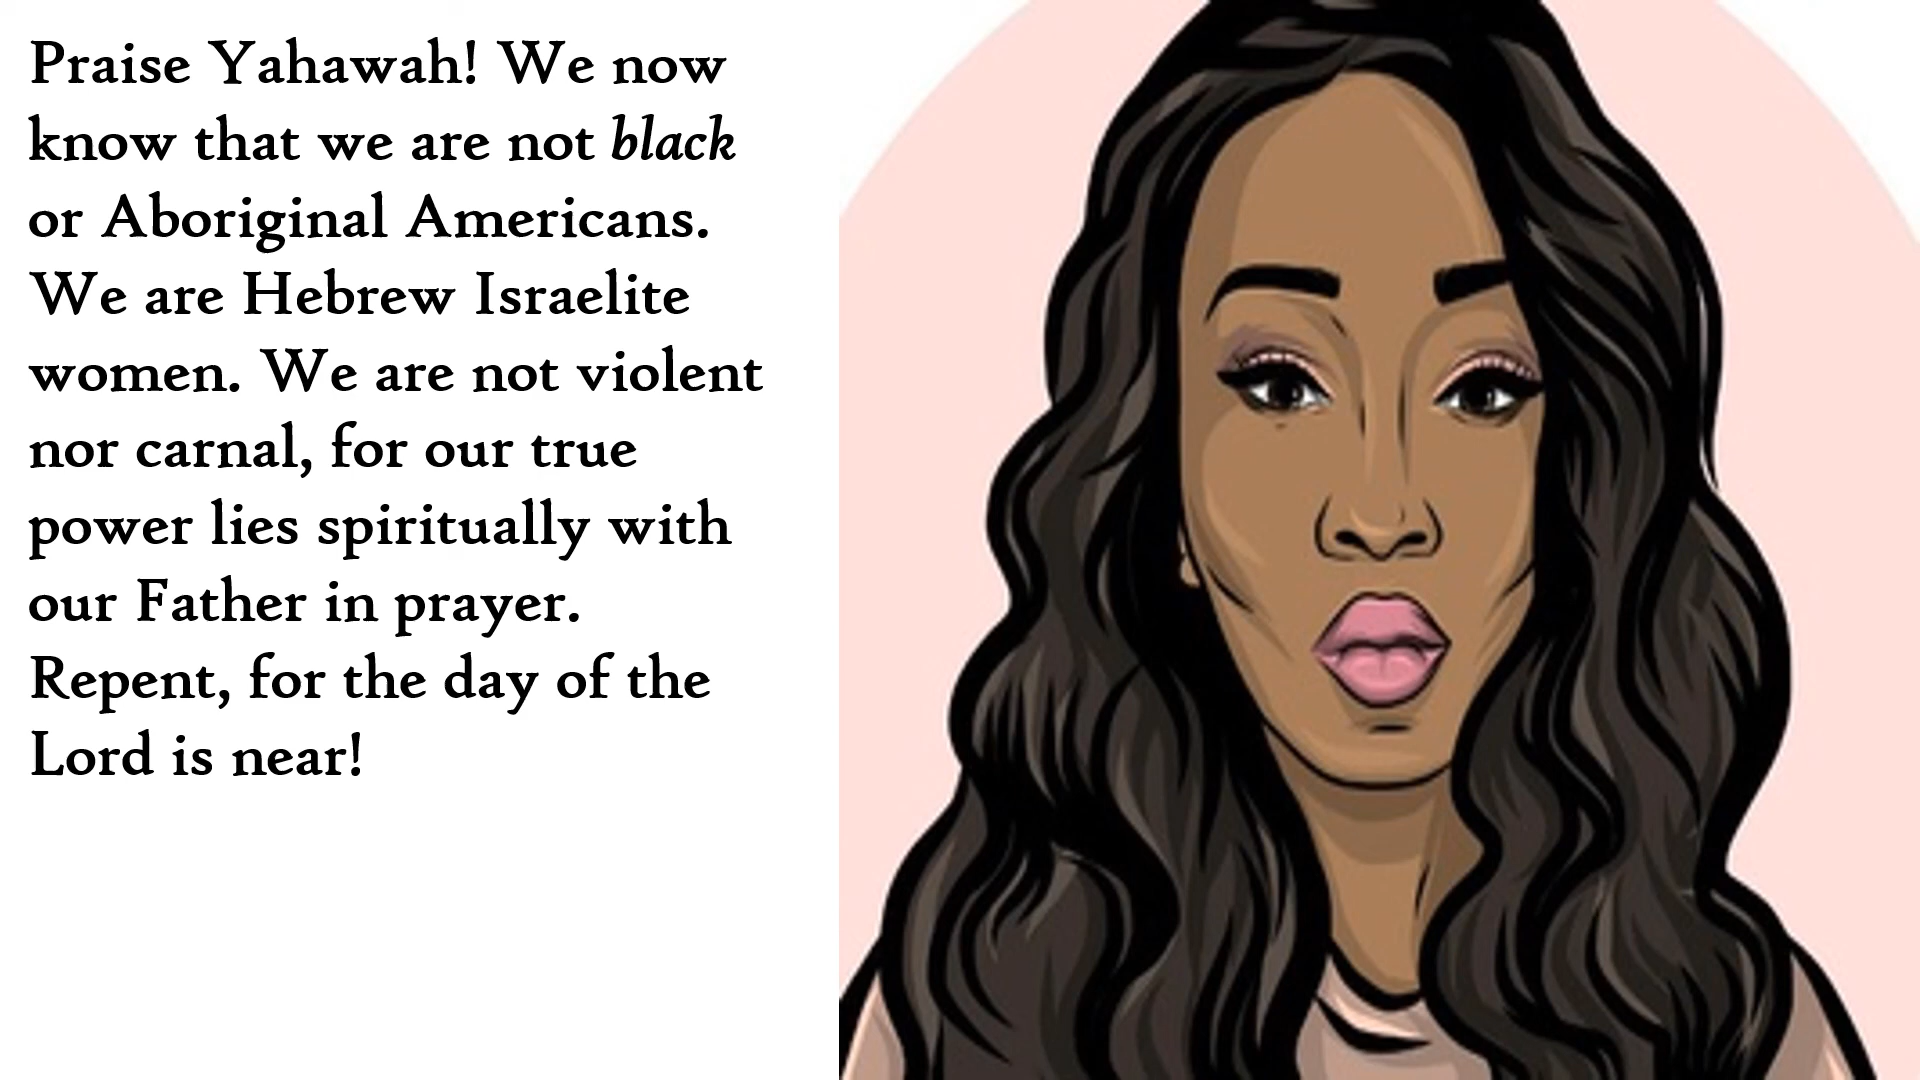 Praise Yahawah! We now
know that we are not black
or Aboriginal Americans.
We are Hebrew Israelite
women. We are not violent
nor carnal, for our true
power lies spiritually with
our Father in prayer.
Repent, for the day of the
Lord is near!